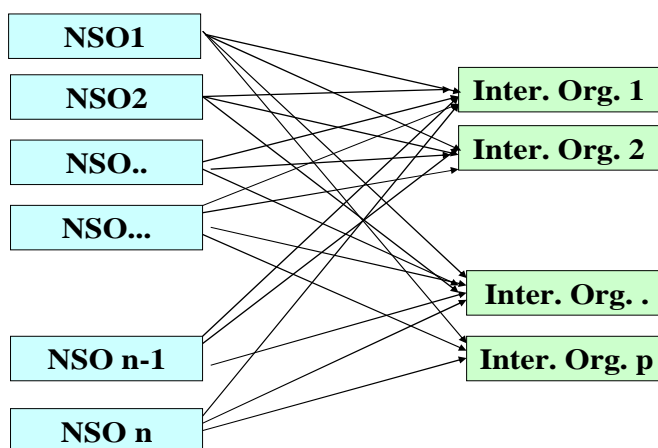 NSO1
NSO2
NSO..
NSO...
NSO n-1
NSO n
Inter. Org. 1
Inter. Org. 2
Inter. Org. .
Inter. Org. p